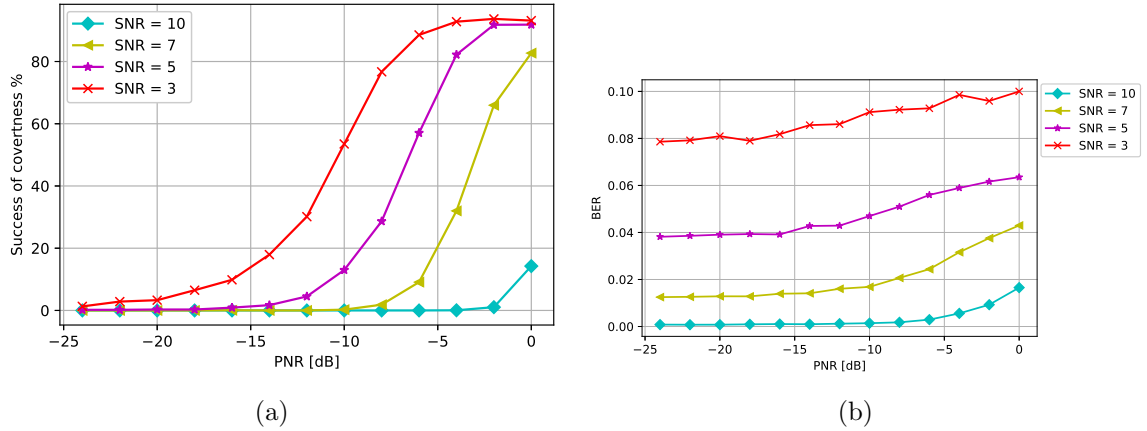 SNR = 10
SNR = 7
SNR = 5
SNR = 3
Success of covertness %
80
60
40
20
0
−25 −20 −15 −10 −5 0
PNR [dB]
(a)
SNR = 10
SNR = 7
SNR = 5
SNR = 3
BER
0.10
0.08
0.06
0.04
0.02
0.00
−25 −20 −15 −10 −5 0
PNR [dB]
(b)